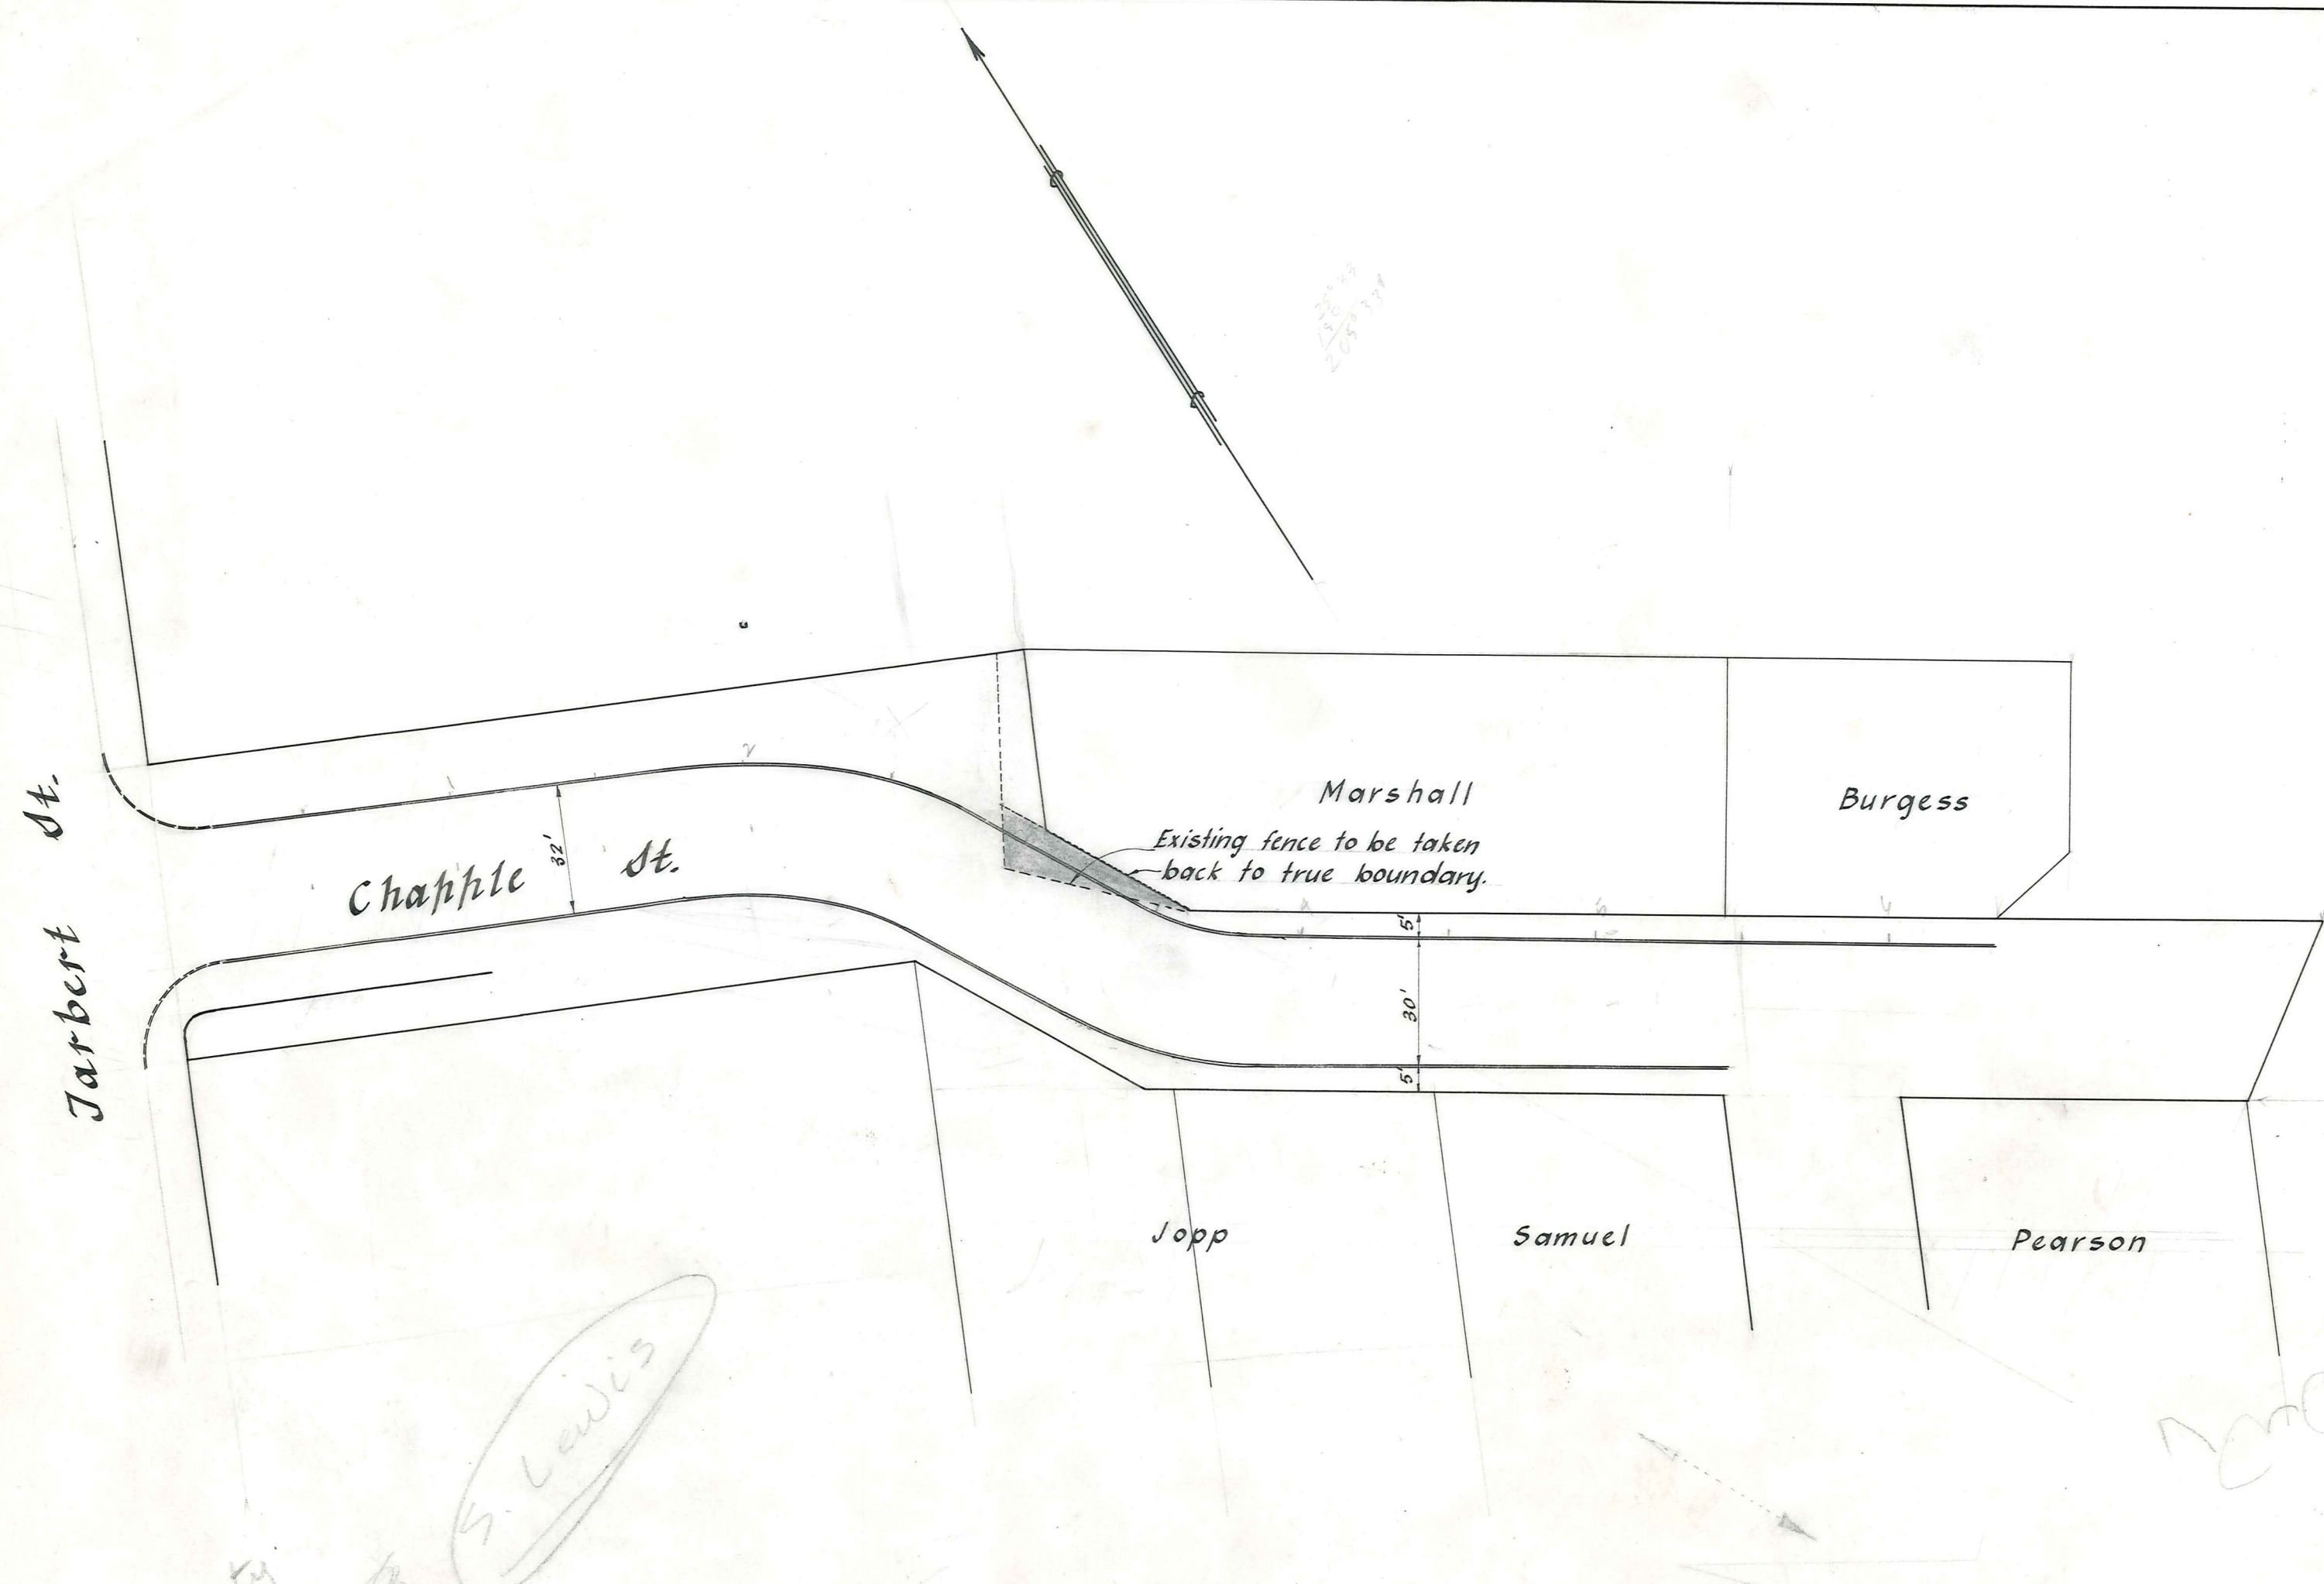 Marshall
Burgess
Existing fence to be taken
back to true boundary.
32'
Chapple St.
Tarbert St.
5'
30'
5'
Jopp
Samuel
Pearson
S. Lewis